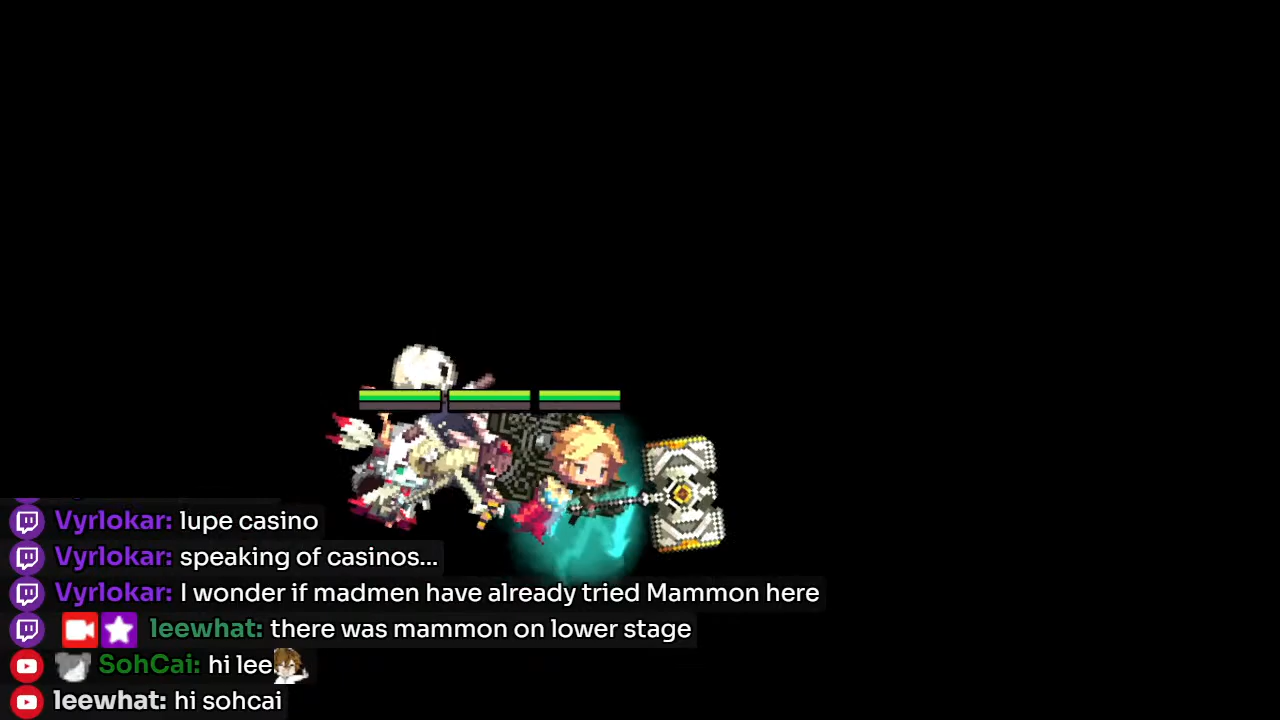 Vyrlokar: lupe casino
Vyrlokar: speaking of casinos...
Vyrlokar: I wonder if madmen have already tried Mammon here
leewhat: there was mammon on lower stage
SohCai: hi lee
leewhat: hi sohcai